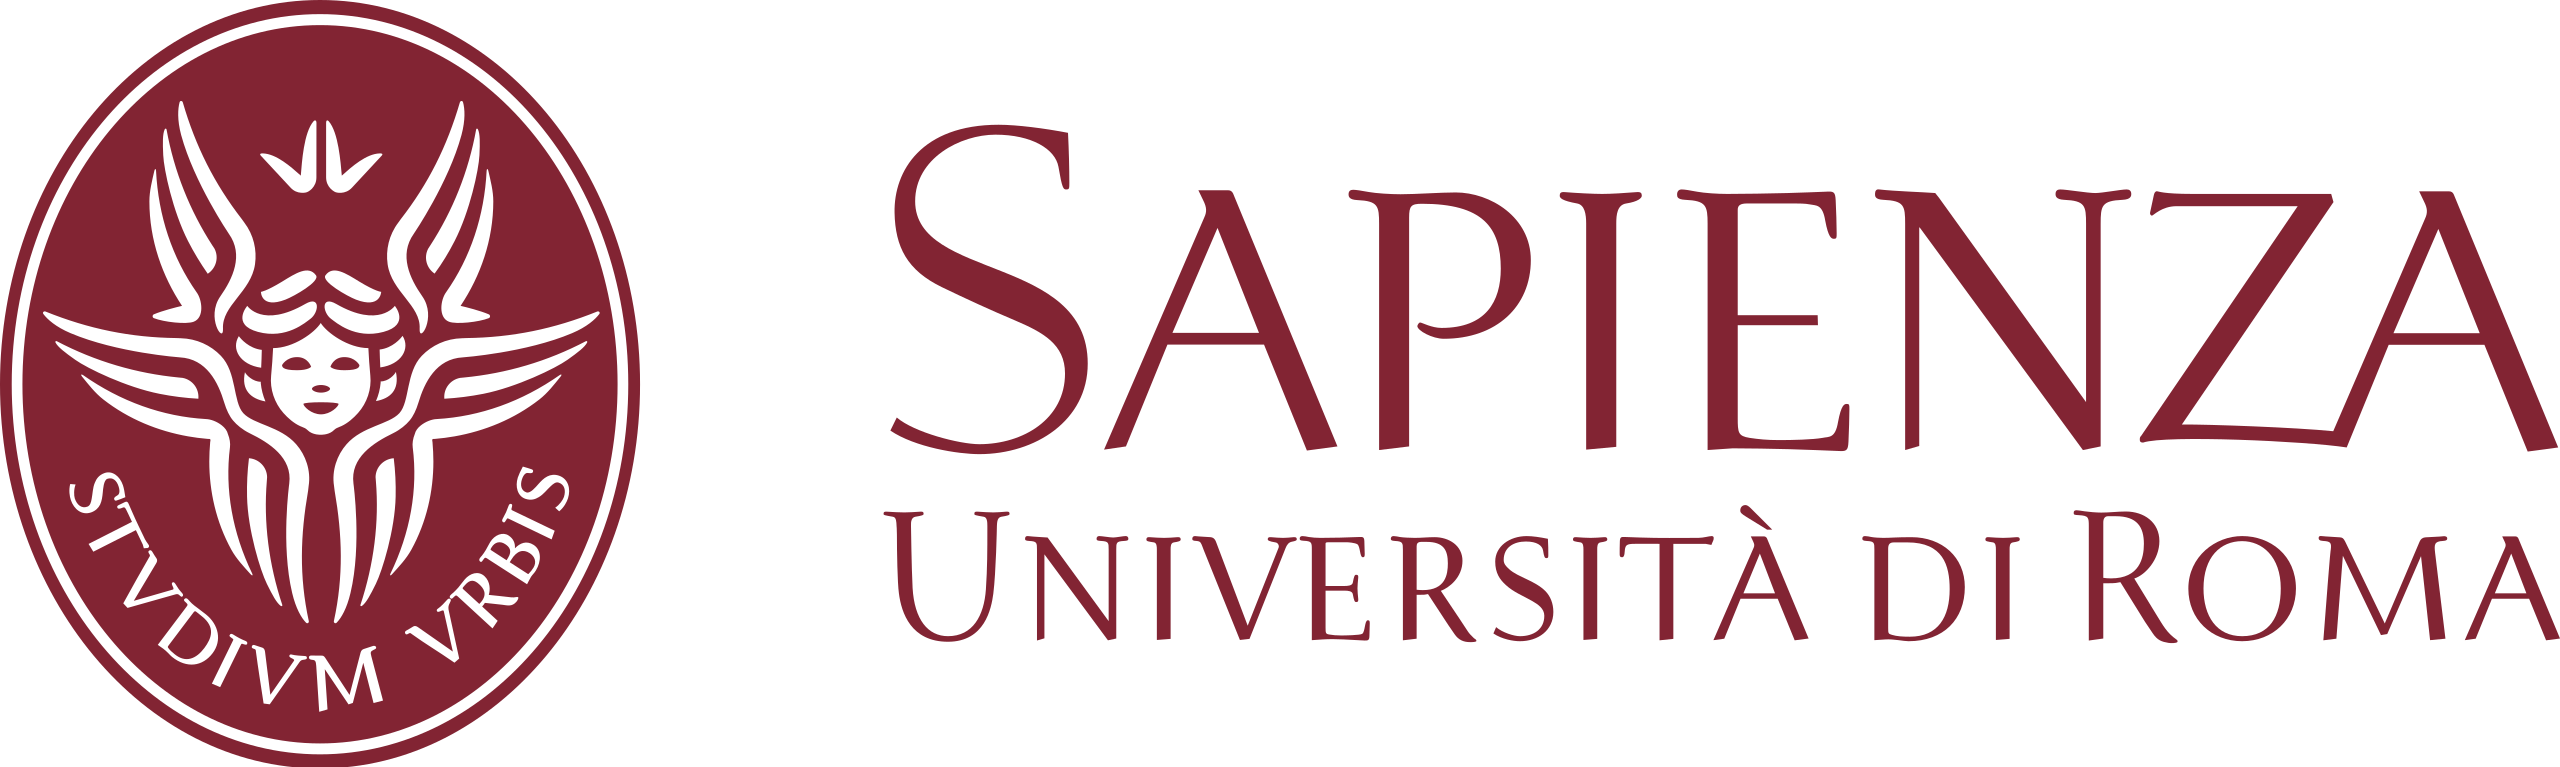 STVDIVM VRBIS
SAPIENZA
UNIVERSITÀ DI ROMA